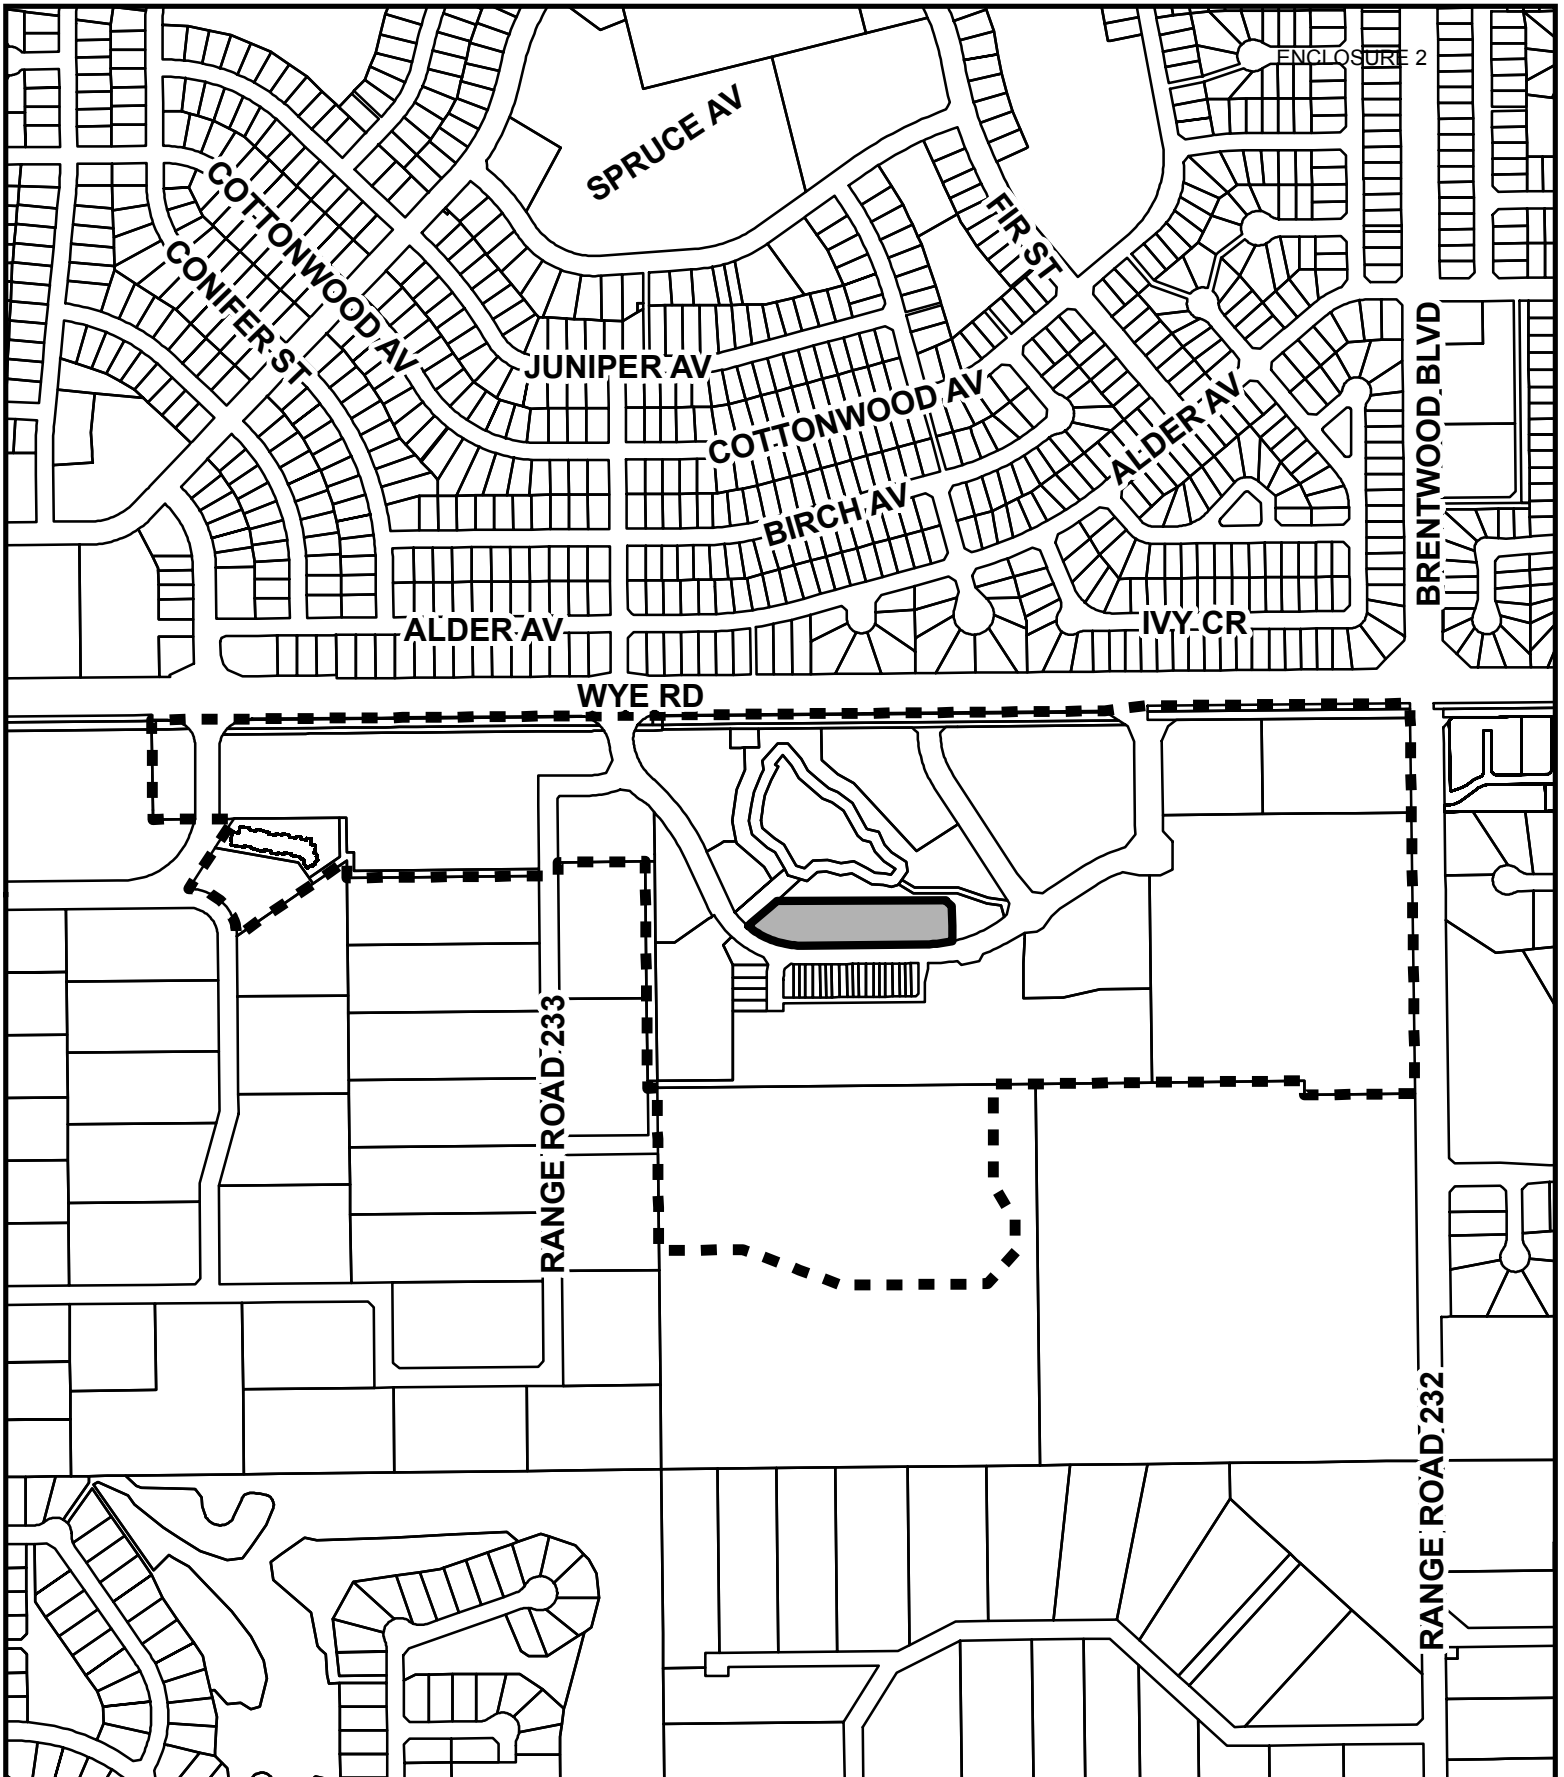 ENCLOSURE 2
SPRUCE AV
COTTONWOOD AV
FIR ST
CONIFER ST
JUNIPER AV
COTTONWOOD AV
ALDER AV
BRENTWOOD BLVD
BIRCH AV
ALDER AV
IVY CR
WYE RD
RANGE ROAD 233
RANGE ROAD 232